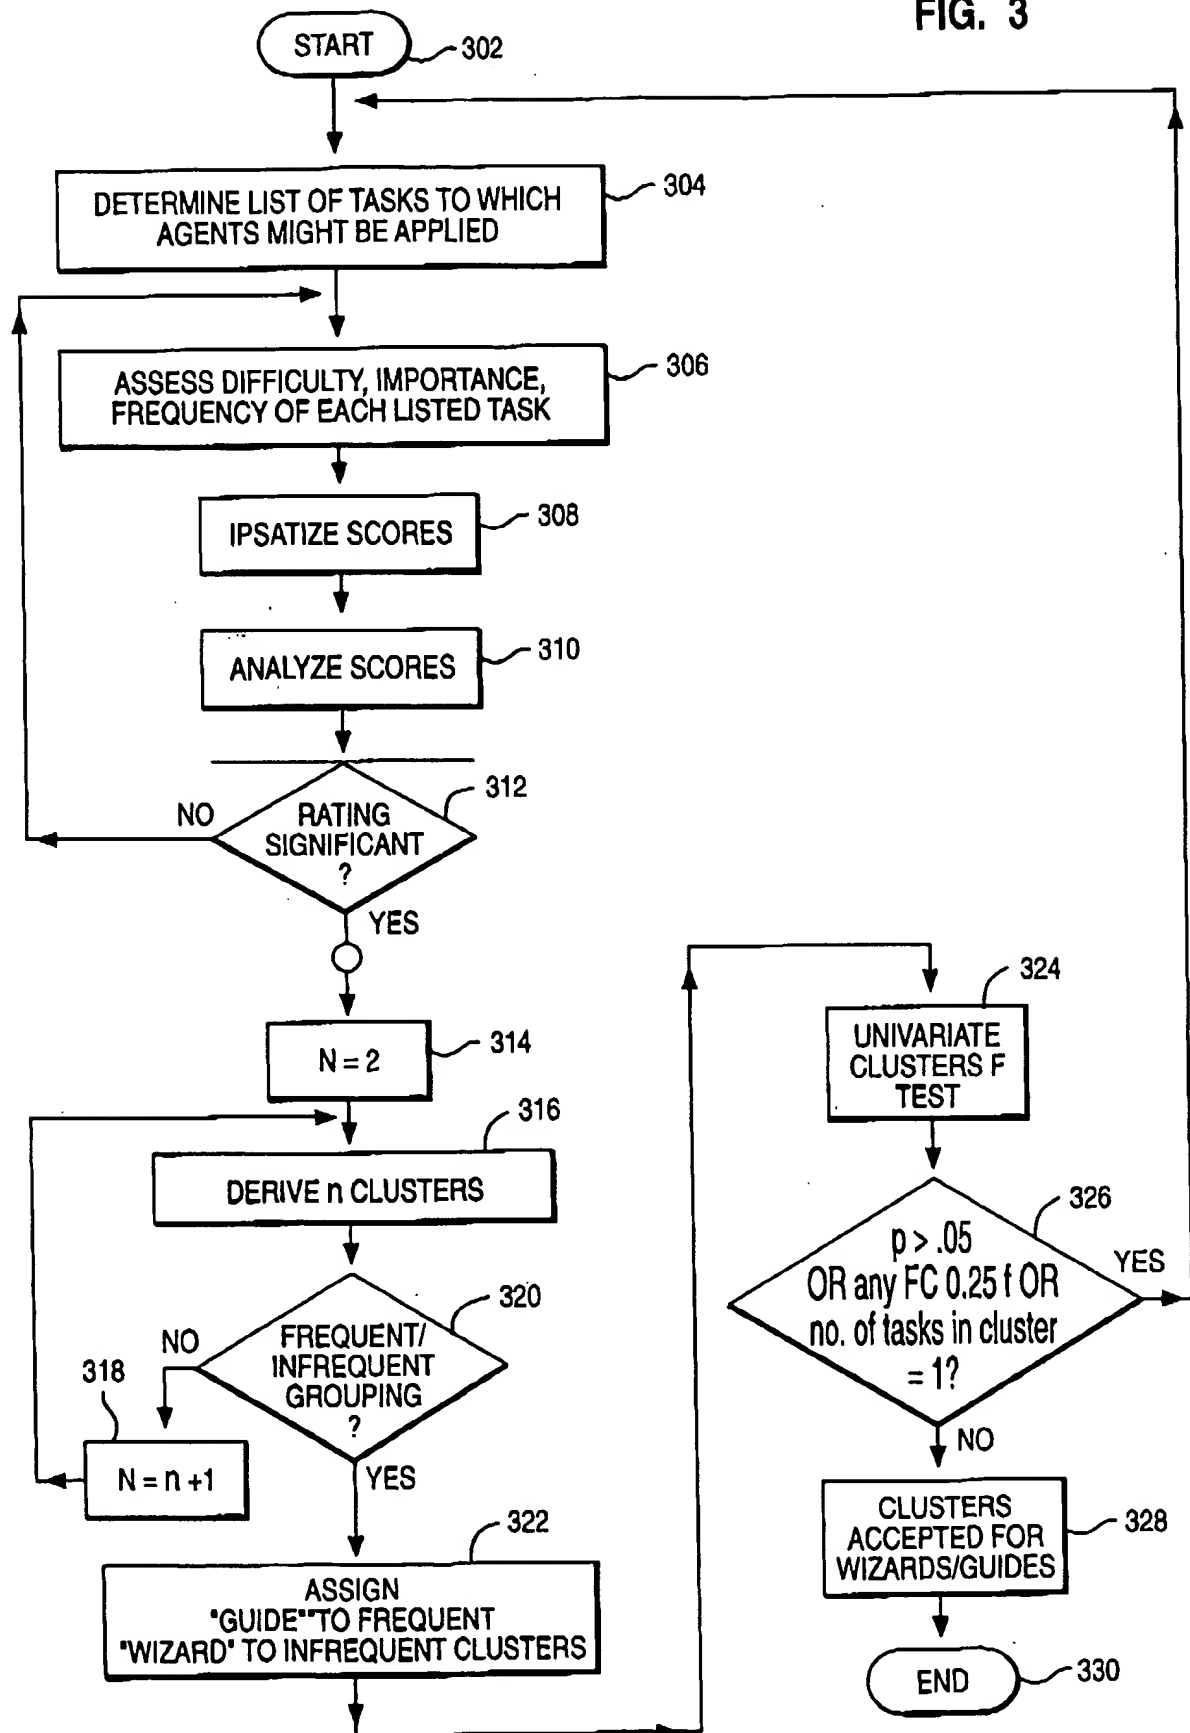 FIG. 3
START
302
DETERMINE LIST OF TASKS TO WHICH
AGENTS MIGHT BE APPLIED
304
ASSESS DIFFICULTY, IMPORTANCE,
FREQUENCY OF EACH LISTED TASK
306
IPSATIZE SCORES
308
ANALYZE SCORES
310
RATING
SIGNIFICANT
?
312
NO
YES
N = 2
314
316
DERIVE n CLUSTERS
FREQUENT/
INFREQUENT
GROUPING
?
320
NO
318
N = n +1
YES
322
ASSIGN
"GUIDE" TO FREQUENT
"WIZARD" TO INFREQUENT CLUSTERS
324
UNIVARIATE
CLUSTERS F
TEST
326
p > .05
OR any FC 0.25 f OR
no. of tasks in cluster
= 1?
YES
NO
CLUSTERS
ACCEPTED FOR
WIZARDS/GUIDES
328
END
330